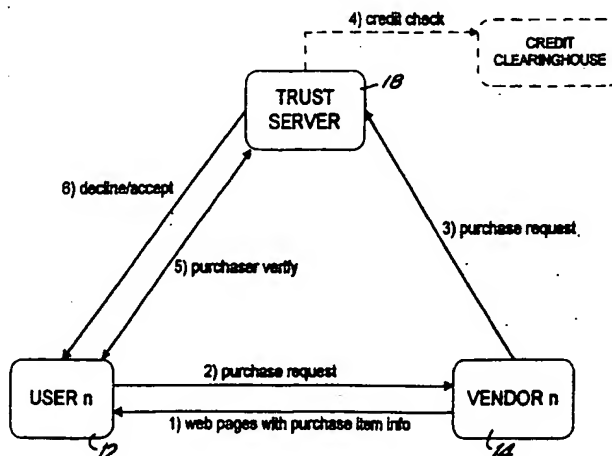 4) credit check
CREDIT
CLEARINGHOUSE
18
TRUST
SERVER
6) decline/accept
3) purchase request
5) purchaser verify
2) purchase request
USER n
VENDOR n
1) web pages with purchase item info
12
14